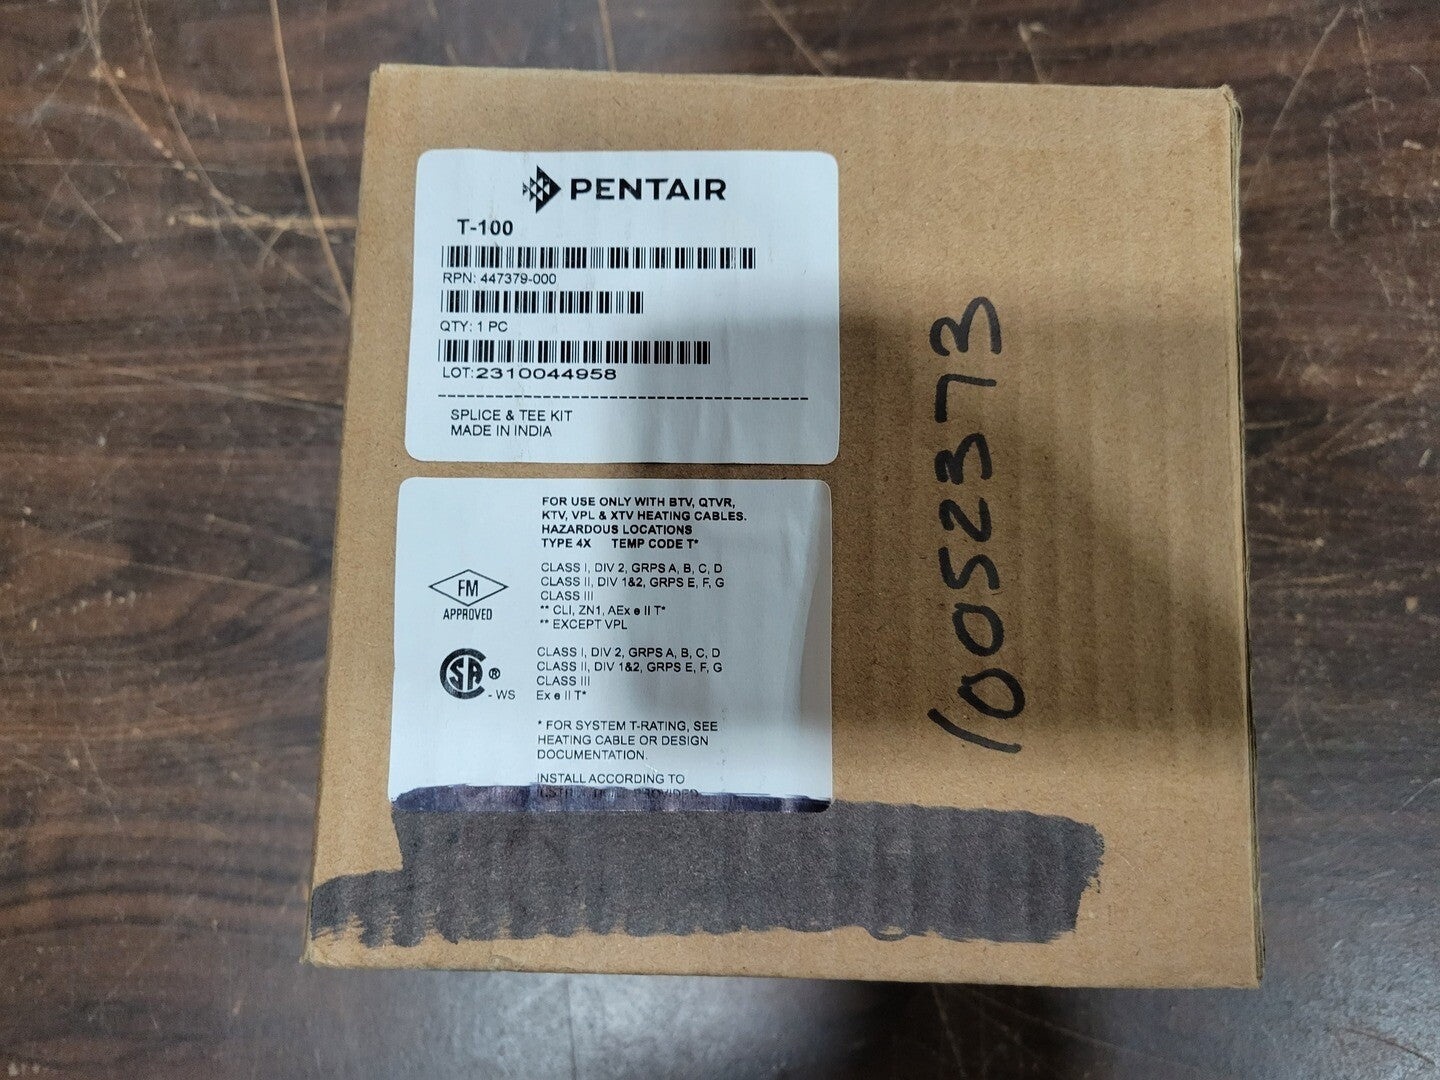 PENTAIR
T-100
RPN: 447379-000
QTY: 1 PC
LOT:2310044958
SPLICE & TEE KIT
MADE IN INDIA
FOR USE ONLY WITH BTV, QTVR,
KTV, VPL & XTV HEATING CABLES.
HAZARDOUS LOCATIONS
TYPE 4X TEMP CODE T*
FM
APPROVED
CLASS I, DIV 2, GRPS A, B, C, D
CLASS II, DIV 1&2, GRPS E, F, G
CLASS III
** CLI, ZN1, AEx e II T*
** EXCEPT VPL
SA® - WS
CLASS I, DIV 2, GRPS A, B, C, D
CLASS II, DIV 1&2, GRPS E, F, G
CLASS III
Ex e II T*
* FOR SYSTEM T-RATING, SEE
HEATING CABLE OR DESIGN
DOCUMENTATION.
INSTALL ACCORDING TO
PROVIDED
10052373